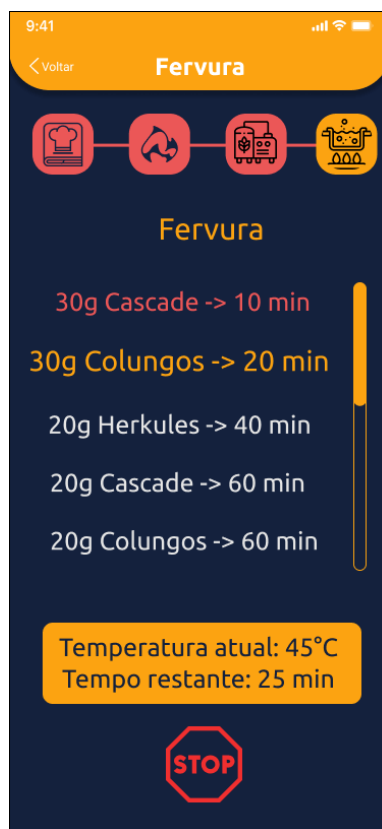 9:41
Voltar
Fervura
Fervura
30g Cascade -> 10 min
30g Colungos -> 20 min
20g Herkules -> 40 min
20g Cascade -> 60 min
20g Colungos -> 60 min
Temperatura atual: 45°C
Tempo restante: 25 min
STOP